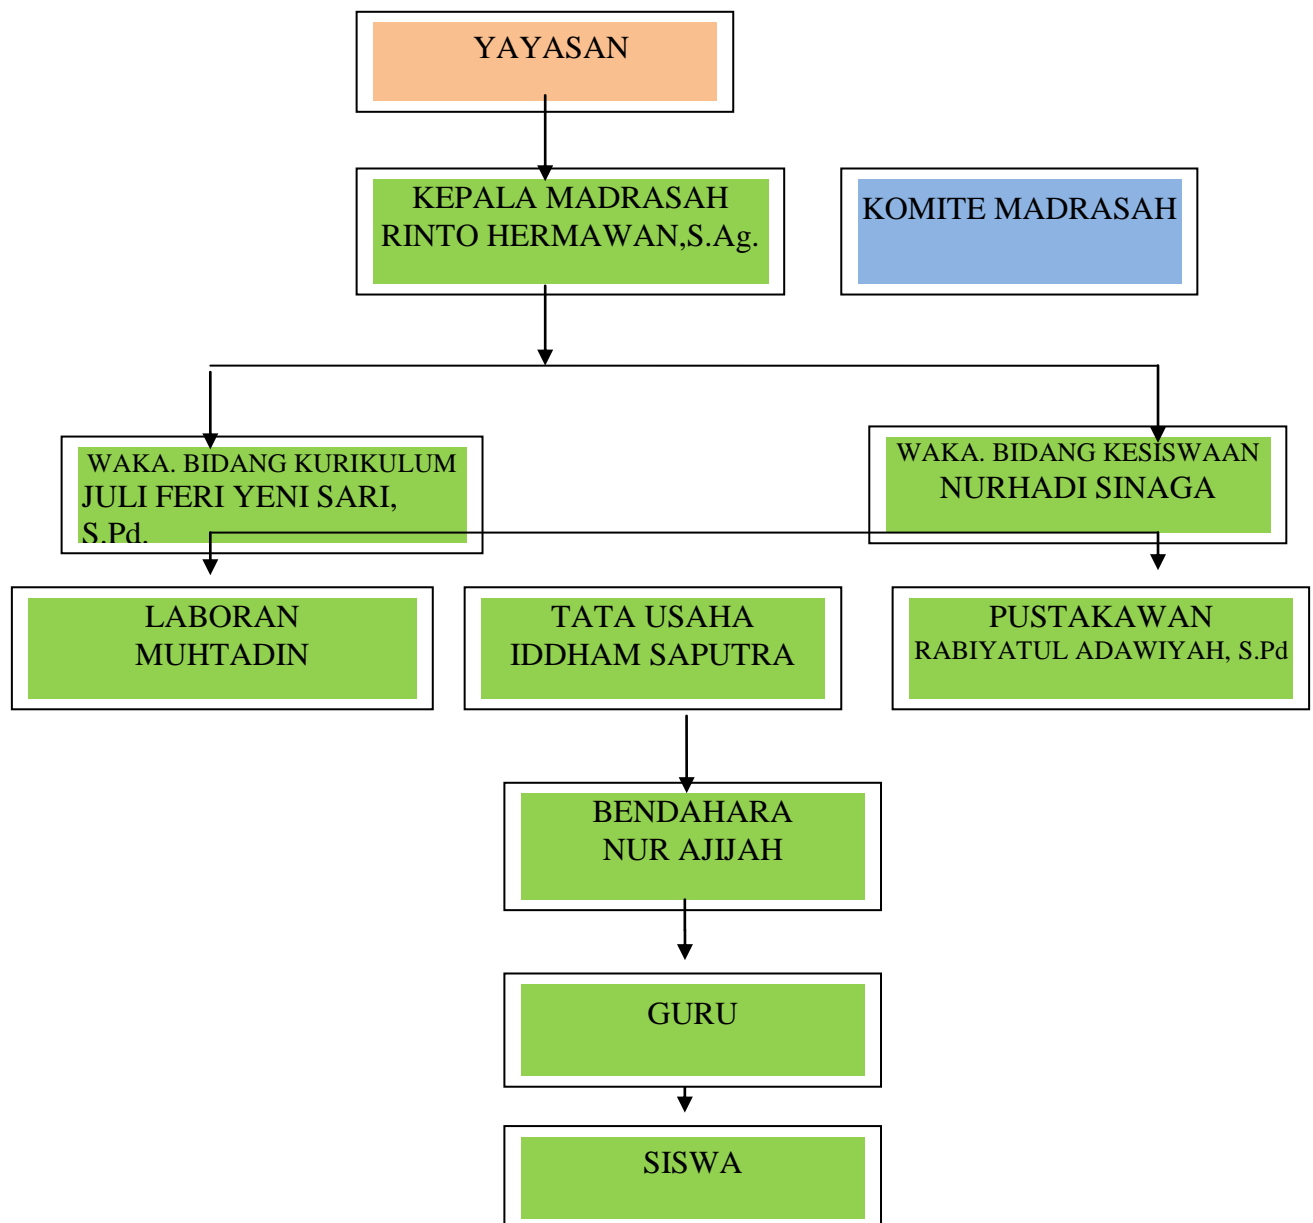 YAYASAN
KEPALA MADRASAH
RINTO HERMAWAN,S.Ag.
KOMITE MADRASAH
WAKA. BIDANG KURIKULUM
JULI FERI YENI SARI,
S.Pd.
WAKA. BIDANG KESISWAAN
NURHADI SINAGA
LABORAN
MUHTADIN
TATA USAHA
IDDHAM SAPUTRA
PUSTAKAWAN
RABIYATUL ADAWIYAH, S.Pd
BENDAHARA
NUR AJIJAH
GURU
SISWA